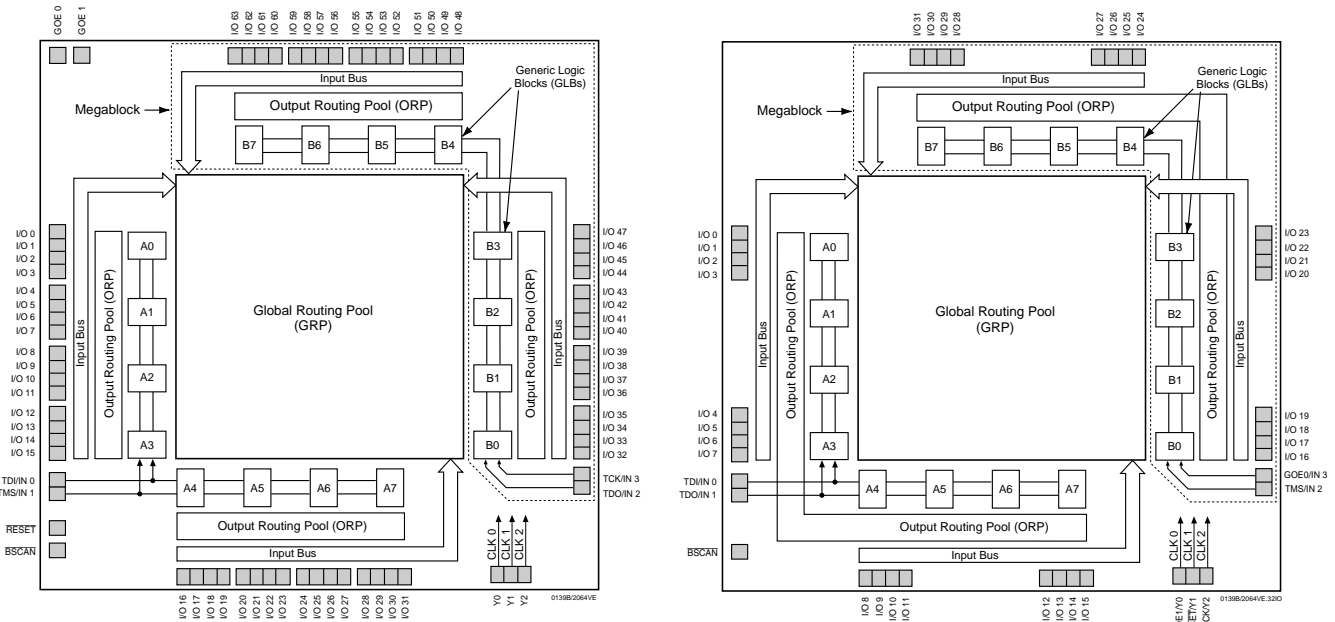 GOE 0
GOE 1
I/O 63
I/O 62
I/O 61
I/O 60
I/O 59
I/O 58
I/O 57
I/O 56
I/O 55
I/O 54
I/O 53
I/O 52
I/O 51
I/O 50
I/O 49
I/O 48
Input Bus
Output Routing Pool (ORP)
Megablock
Generic Logic
Blocks (GLBs)
B7
B6
B5
B4
I/O 0
I/O 1
I/O 2
I/O 3
I/O 4
I/O 5
I/O 6
I/O 7
I/O 8
I/O 9
I/O 10
I/O 11
I/O 12
I/O 13
I/O 14
I/O 15
Input Bus
Output Routing Pool (ORP)
A0
A1
A2
A3
Global Routing Pool
(GRP)
B3
B2
B1
B0
Output Routing Pool (ORP)
Input Bus
I/O 47
I/O 46
I/O 45
I/O 44
I/O 43
I/O 42
I/O 41
I/O 40
I/O 39
I/O 38
I/O 37
I/O 36
I/O 35
I/O 34
I/O 33
I/O 32
TDI/IN 0
TMS/IN 1
A4
A5
A6
A7
TCK/IN 3
TDO/IN 2
Output Routing Pool (ORP)
Input Bus
RESET
BSCAN
CLK 0
CLK 1
CLK 2
Y0
Y1
Y2
I/O 16
I/O 17
I/O 18
I/O 19
I/O 20
I/O 21
I/O 22
I/O 23
I/O 24
I/O 25
I/O 26
I/O 27
I/O 28
I/O 29
I/O 30
I/O 31
0139B/2064VE
I/O 31
I/O 30
I/O 29
I/O 28
I/O 27
I/O 26
I/O 25
I/O 24
Input Bus
Output Routing Pool (ORP)
Megablock
Generic Logic
Blocks (GLBs)
B7
B6
B5
B4
I/O 0
I/O 1
I/O 2
I/O 3
I/O 4
I/O 5
I/O 6
I/O 7
Input Bus
Output Routing Pool (ORP)
A0
A1
A2
A3
Global Routing Pool
(GRP)
B3
B2
B1
B0
Output Routing Pool (ORP)
Input Bus
I/O 23
I/O 22
I/O 21
I/O 20
I/O 19
I/O 18
I/O 17
I/O 16
TDI/IN 0
TDO/IN 1
A4
A5
A6
A7
GOE0/IN 3
TMS/IN 2
Output Routing Pool (ORP)
Input Bus
BSCAN
CLK 0
CLK 1
CLK 2
E1/Y0
ET/Y1
CK/Y2
I/O 8
I/O 9
I/O 10
I/O 11
I/O 12
I/O 13
I/O 14
I/O 15
0139B/2064VE.32IO